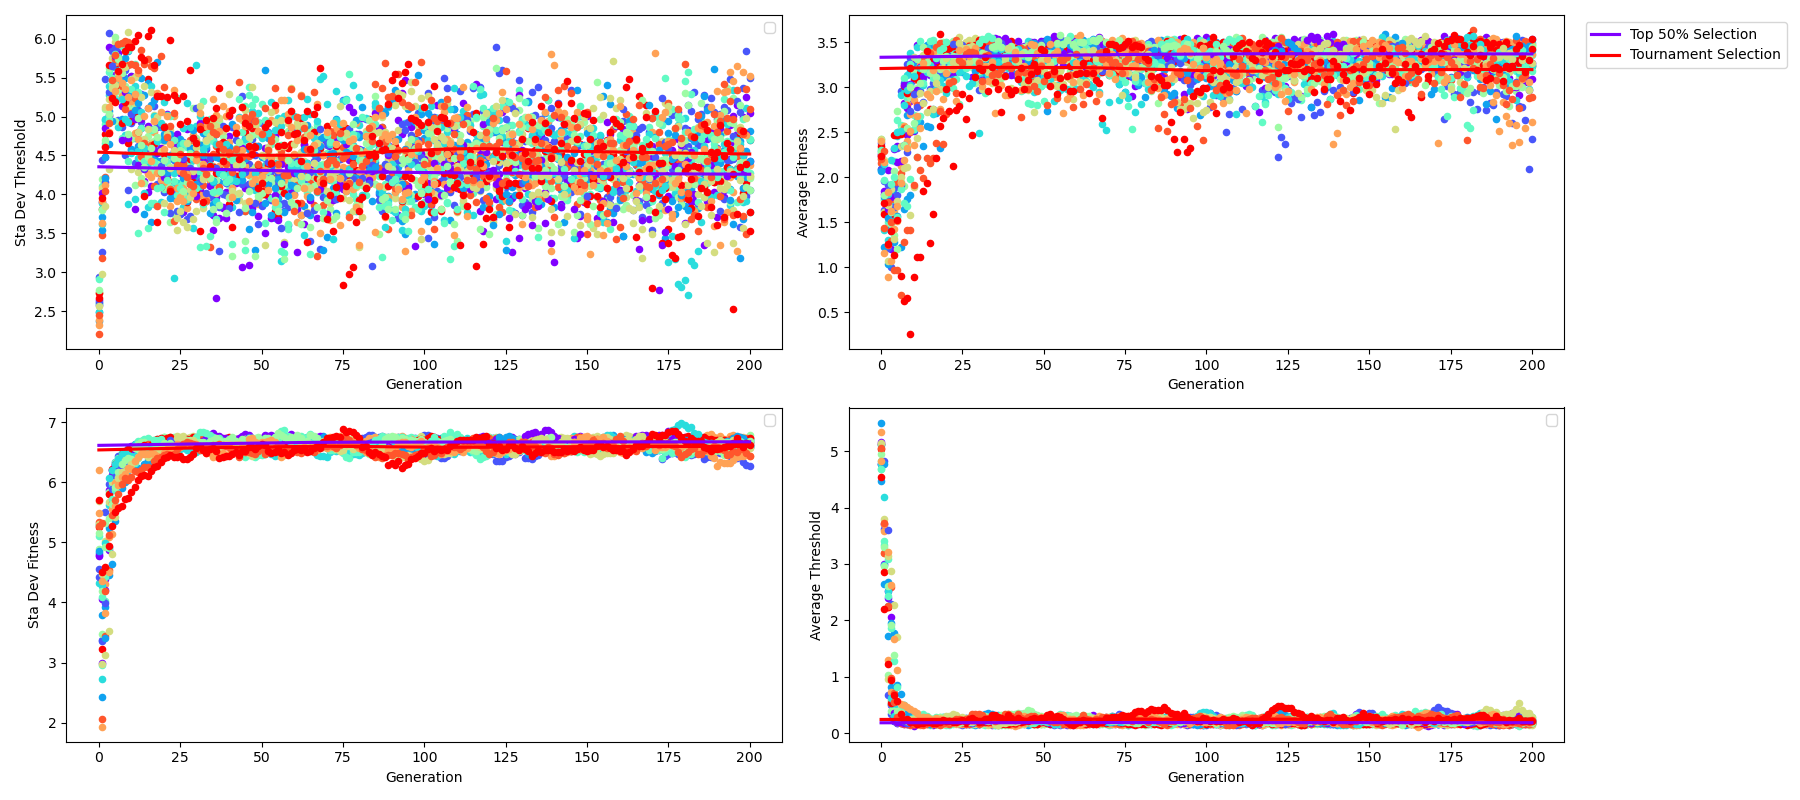 6.0
5.5
5.0
4.5
4.0
3.5
3.0
2.5
Sta Dev Threshold
0 25 50 75 100 125 150 175 200
Generation
3.5
3.0
2.5
2.0
1.5
1.0
0.5
Average Fitness
0 25 50 75 100 125 150 175 200
Generation
Top 50% Selection
Tournament Selection
7
6
5
4
3
2
Sta Dev Fitness
0 25 50 75 100 125 150 175 200
Generation
5
4
3
2
1
0
Average Threshold
0 25 50 75 100 125 150 175 200
Generation